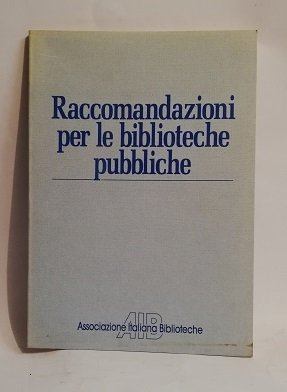 Raccomandazioni
per le biblioteche
pubbliche
AIB
Associazione Italiana Biblioteche